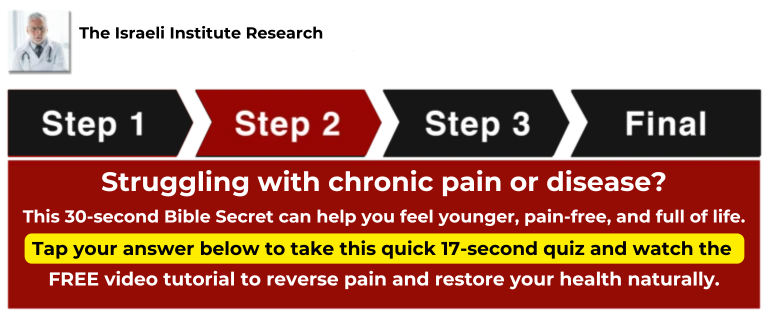 The Israeli Institute Research
Step 1
Step 2
Step 3
Final
Struggling with chronic pain or disease?
This 30-second Bible Secret can help you feel younger, pain-free, and full of life.
Tap your answer below to take this quick 17-second quiz and watch the
FREE video tutorial to reverse pain and restore your health naturally.